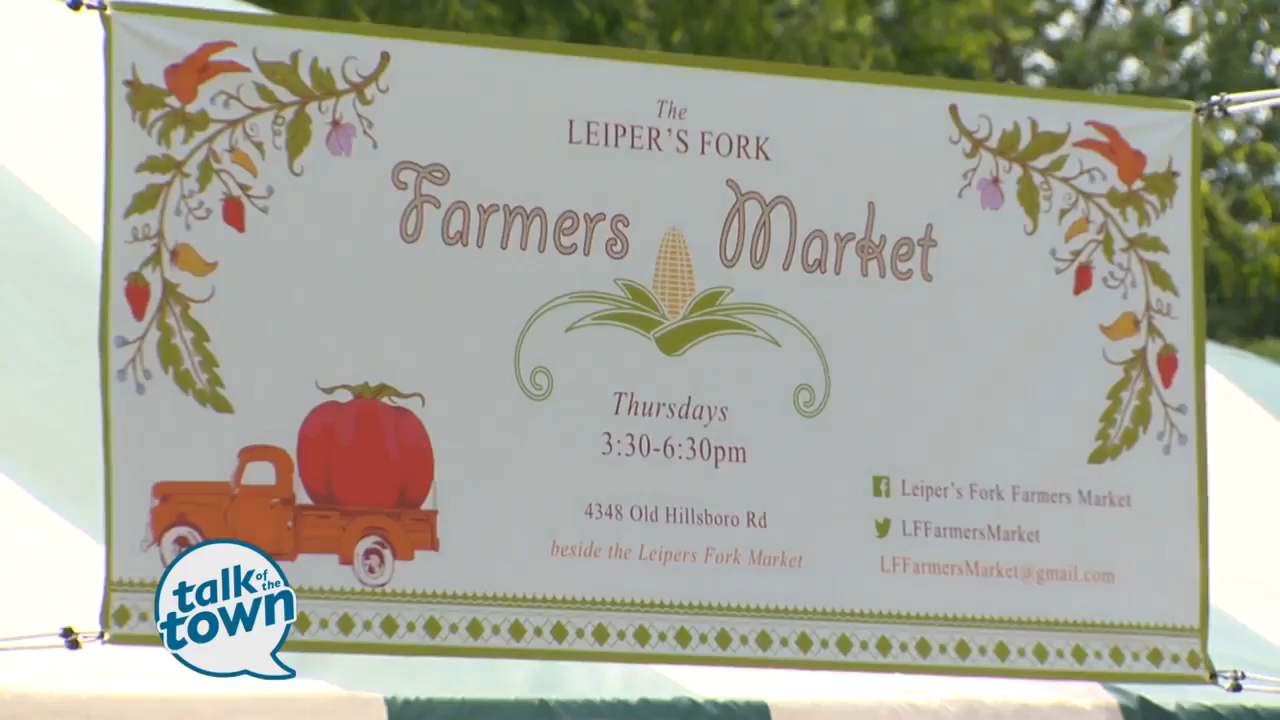 The
LEIPER'S FORK
Farmers Market
Thursdays
3:30-6:30pm
4348 Old Hillsboro Rd
beside the Leipers Fork Market
Leiper's Fork Farmers Market
LFFarmersMarket
LFFarmersMarket@gmail.com
talk of the
town